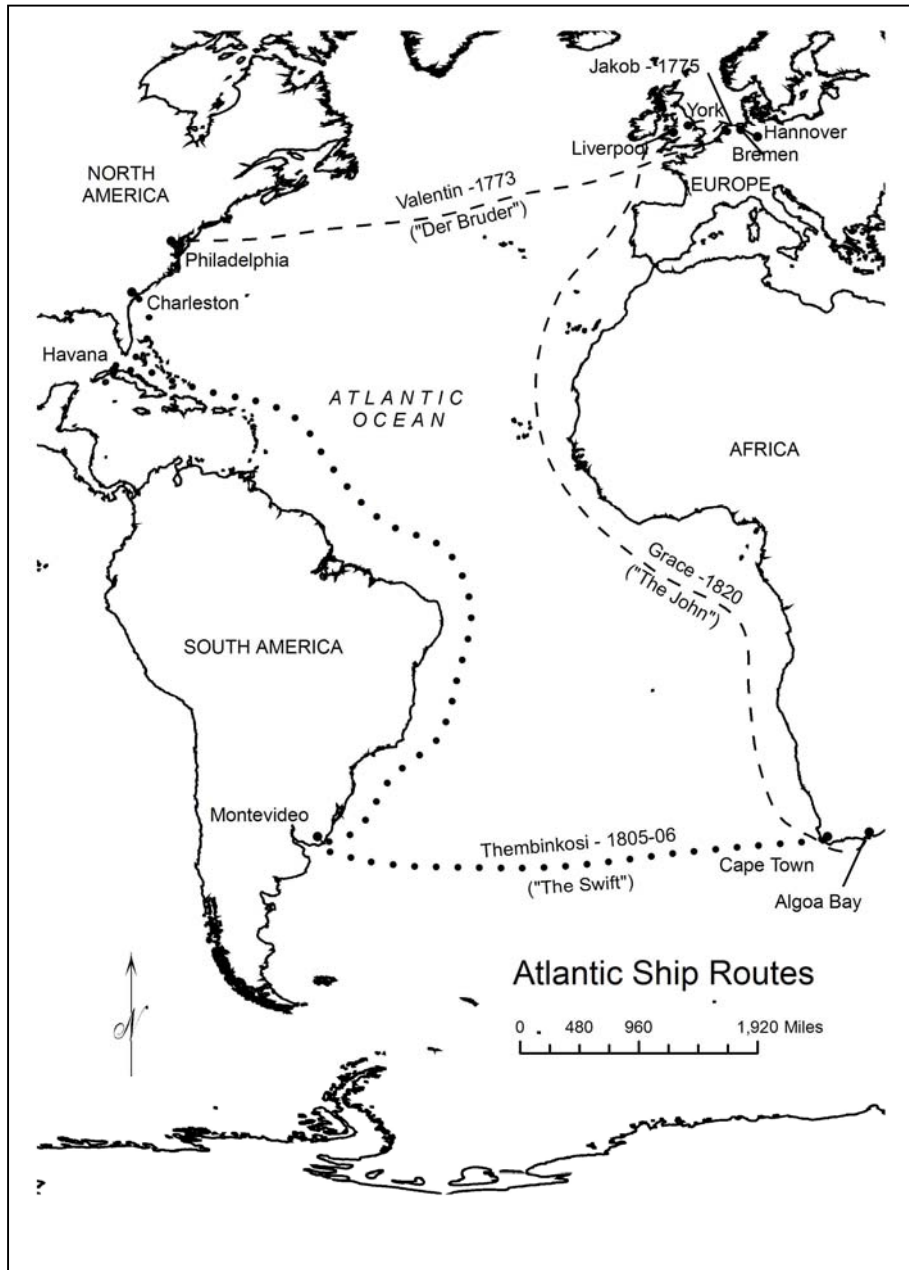 Jakob - 1775
York
Liverpool
Hannover
Bremen
NORTH
AMERICA
Valentin -1773
("Der Bruder")
EUROPE
Philadelphia
Charleston
Havana
ATLANTIC
OCEAN
AFRICA
Grace -1820
("The John")
SOUTH AMERICA
Montevideo
Thembinkosi - 1805-06
("The Swift")
Cape Town
Algoa Bay
N
Atlantic Ship Routes
0 480 960 1,920 Miles